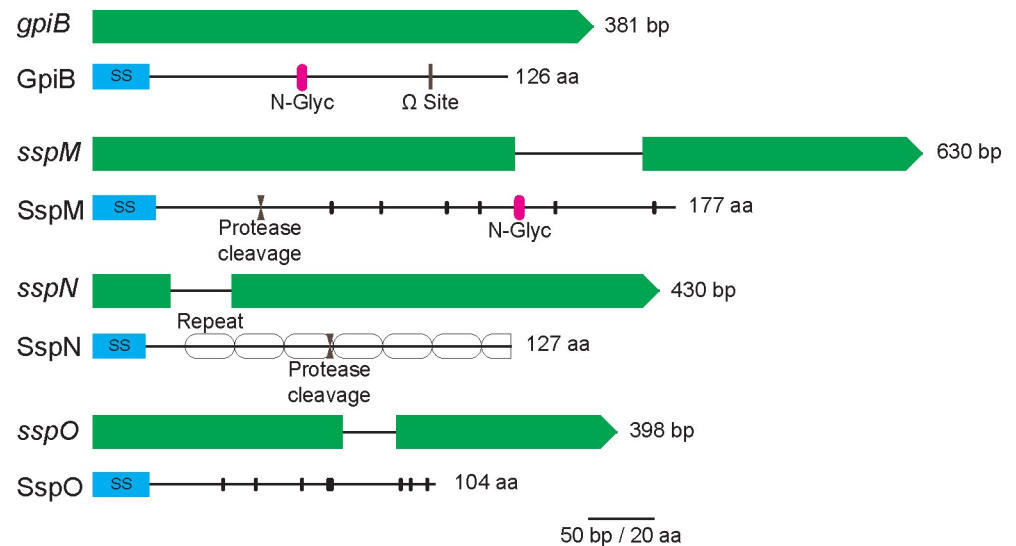 gpiB 381 bp
GpiB SS 126 aa
N-Glyc Ω Site
sspM 630 bp
SspM SS 177 aa
Protease N-Glyc
cleavage
sspN 430 bp
Repeat
SspN SS 127 aa
Protease
cleavage
sspO 398 bp
SspO SS 104 aa
50 bp / 20 aa